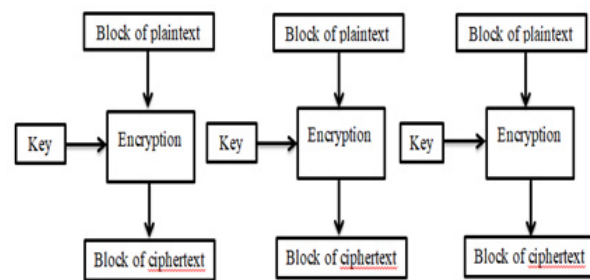 Block of plaintext
Block of plaintext
Block of plaintext
Key
Encryption
Key
Encryption
Key
Encryption
Block of ciphertext
Block of ciphertext
Block of ciphertext